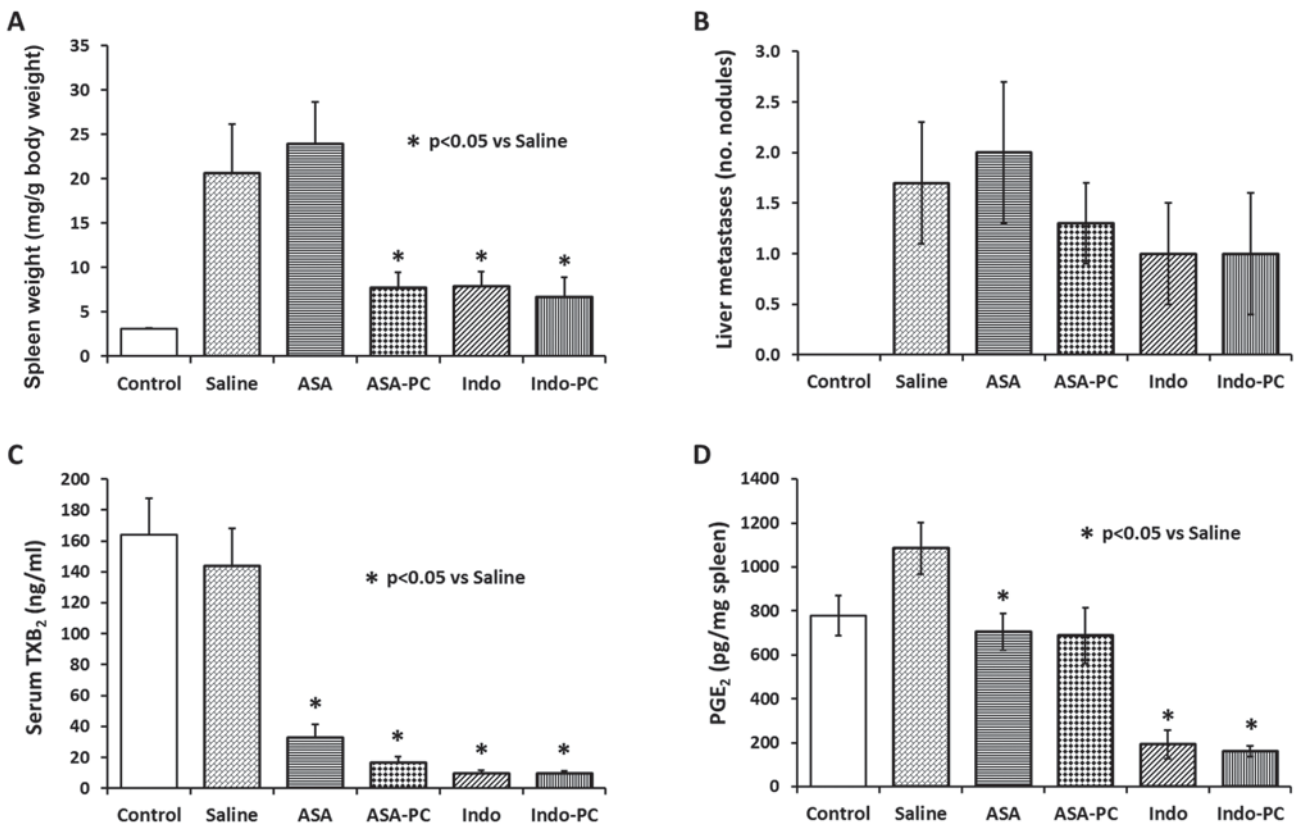 A
Spleen weight (mg/g body weight)
35
30
25
20
15
10
5
0
* p<0.05 vs Saline
*
*
*
Control Saline ASA ASA-PC Indo Indo-PC
B
Liver metastases (no. nodules)
3.0
2.5
2.0
1.5
1.0
0.5
0.0
Control Saline ASA ASA-PC Indo Indo-PC
C
Serum TXB₂ (ng/ml)
200
180
160
140
120
100
80
60
40
20
0
* p<0.05 vs Saline
*
*
*
*
Control Saline ASA ASA-PC Indo Indo-PC
D
PGE₂ (pg/mg spleen)
1400
1200
1000
800
600
400
200
0
* p<0.05 vs Saline
*
*
*
Control Saline ASA ASA-PC Indo Indo-PC